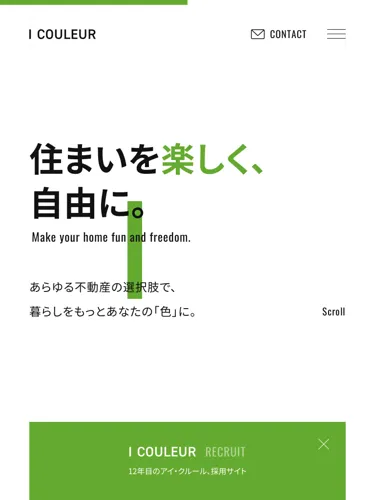 I COULEUR
CONTACT
住まいを楽しく、
自由に。
Make your home fun and freedom.
あらゆる不動産の選択肢で、
暮らしをもっとあなたの「色」に。
Scroll
I COULEUR RECRUIT
12年目のアイ・クルール、採用サイト